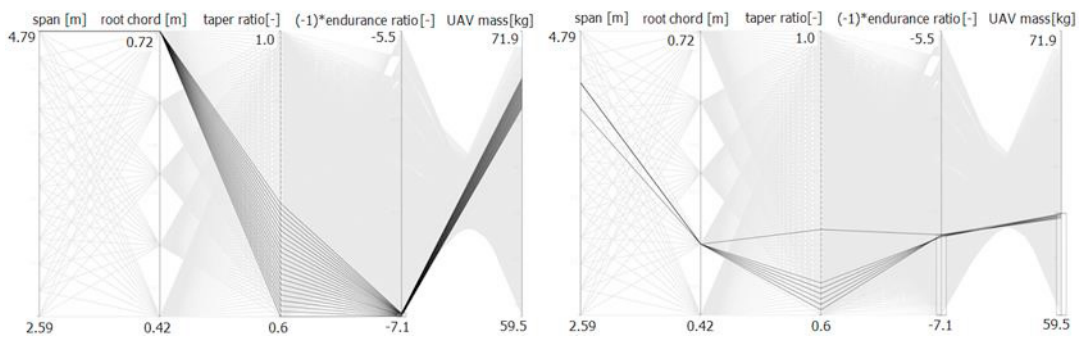 span [m] root chord [m] taper ratio[-] (-1)*endurance ratio [-] UAV mass[kg]
4.79 0.72 1.0 -5.5 71.9
2.59 0.42 0.6 -7.1 59.5
span [m] root chord [m] taper ratio[-] (-1)*endurance ratio[-] UAV mass[kg]
4.79 0.72 1.0 -5.5 71.9
2.59 0.42 0.6 -7.1 59.5